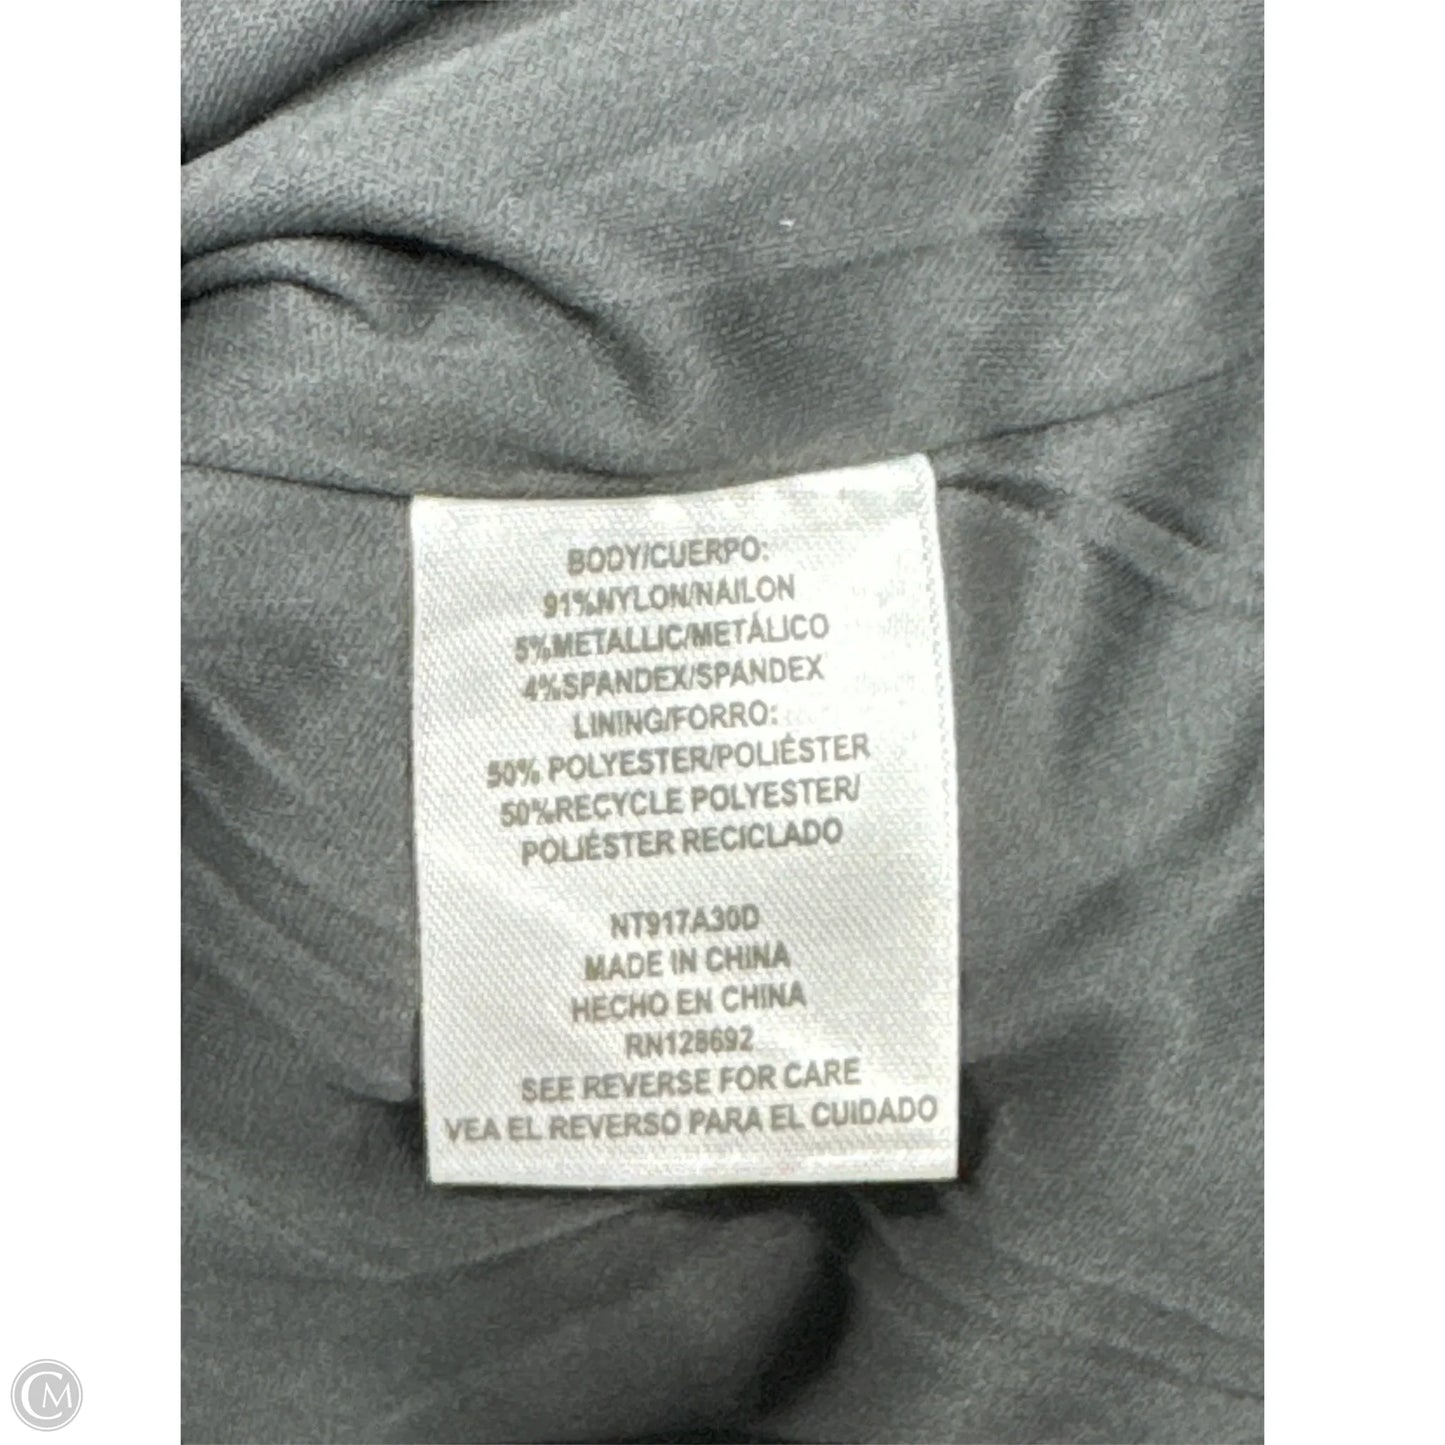 BODY/CUERPO:
91%NYLON/NAILON
5%METALLIC/METÁLICO
4%SPANDEX/SPANDEX
LINING/FORRO:
50% POLYESTER/POLIÉSTER
50%RECYCLE POLYESTER/
POLIÉSTER RECICLADO
NT917A30D
MADE IN CHINA
HECHO EN CHINA
RN128692
SEE REVERSE FOR CARE
VEA EL REVERSO PARA EL CUIDADO
CM